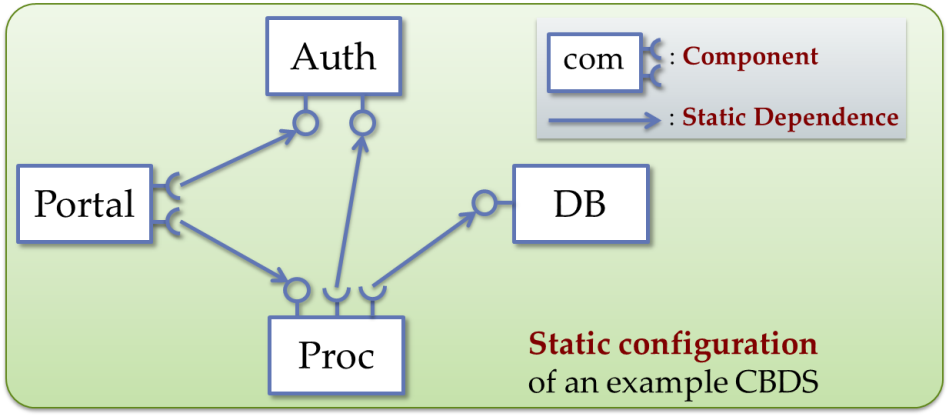 Auth
com
: Component
: Static Dependence
Portal
DB
Proc
Static configuration
of an example CBDS